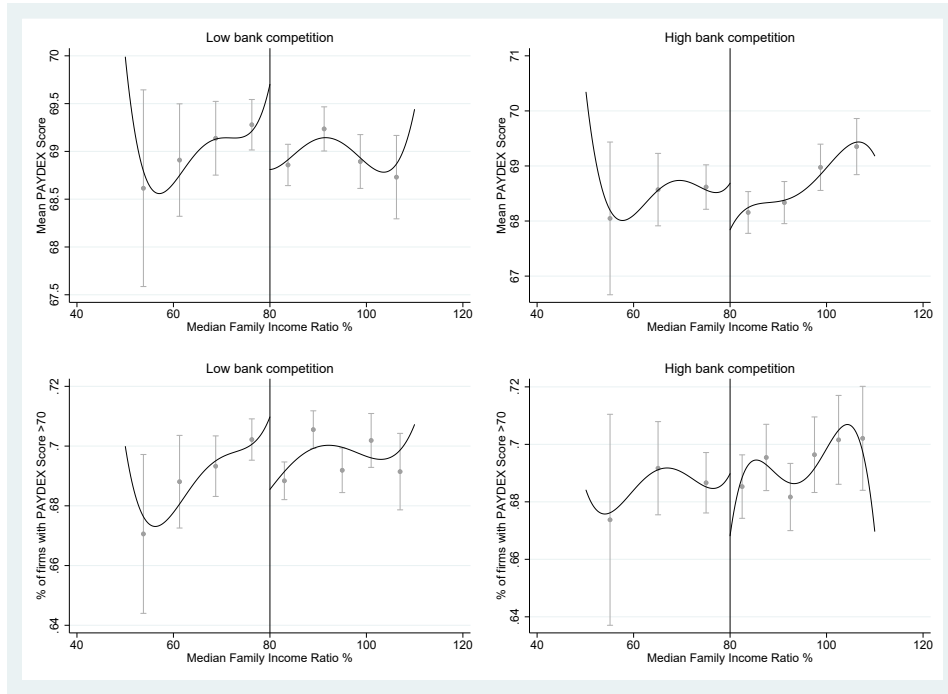 Low bank competition
Mean PAYDEX Score
70
69.5
69
68.5
68
67.5
40 60 80 100 120
Median Family Income Ratio %
High bank competition
Mean PAYDEX Score
71
70
69
68
67
40 60 80 100 120
Median Family Income Ratio %
Low bank competition
% of firms with PAYDEX Score >70
.72
.7
.68
.66
.64
40 60 80 100 120
Median Family Income Ratio %
High bank competition
% of firms with PAYDEX Score >70
.72
.7
.68
.66
.64
40 60 80 100 120
Median Family Income Ratio %